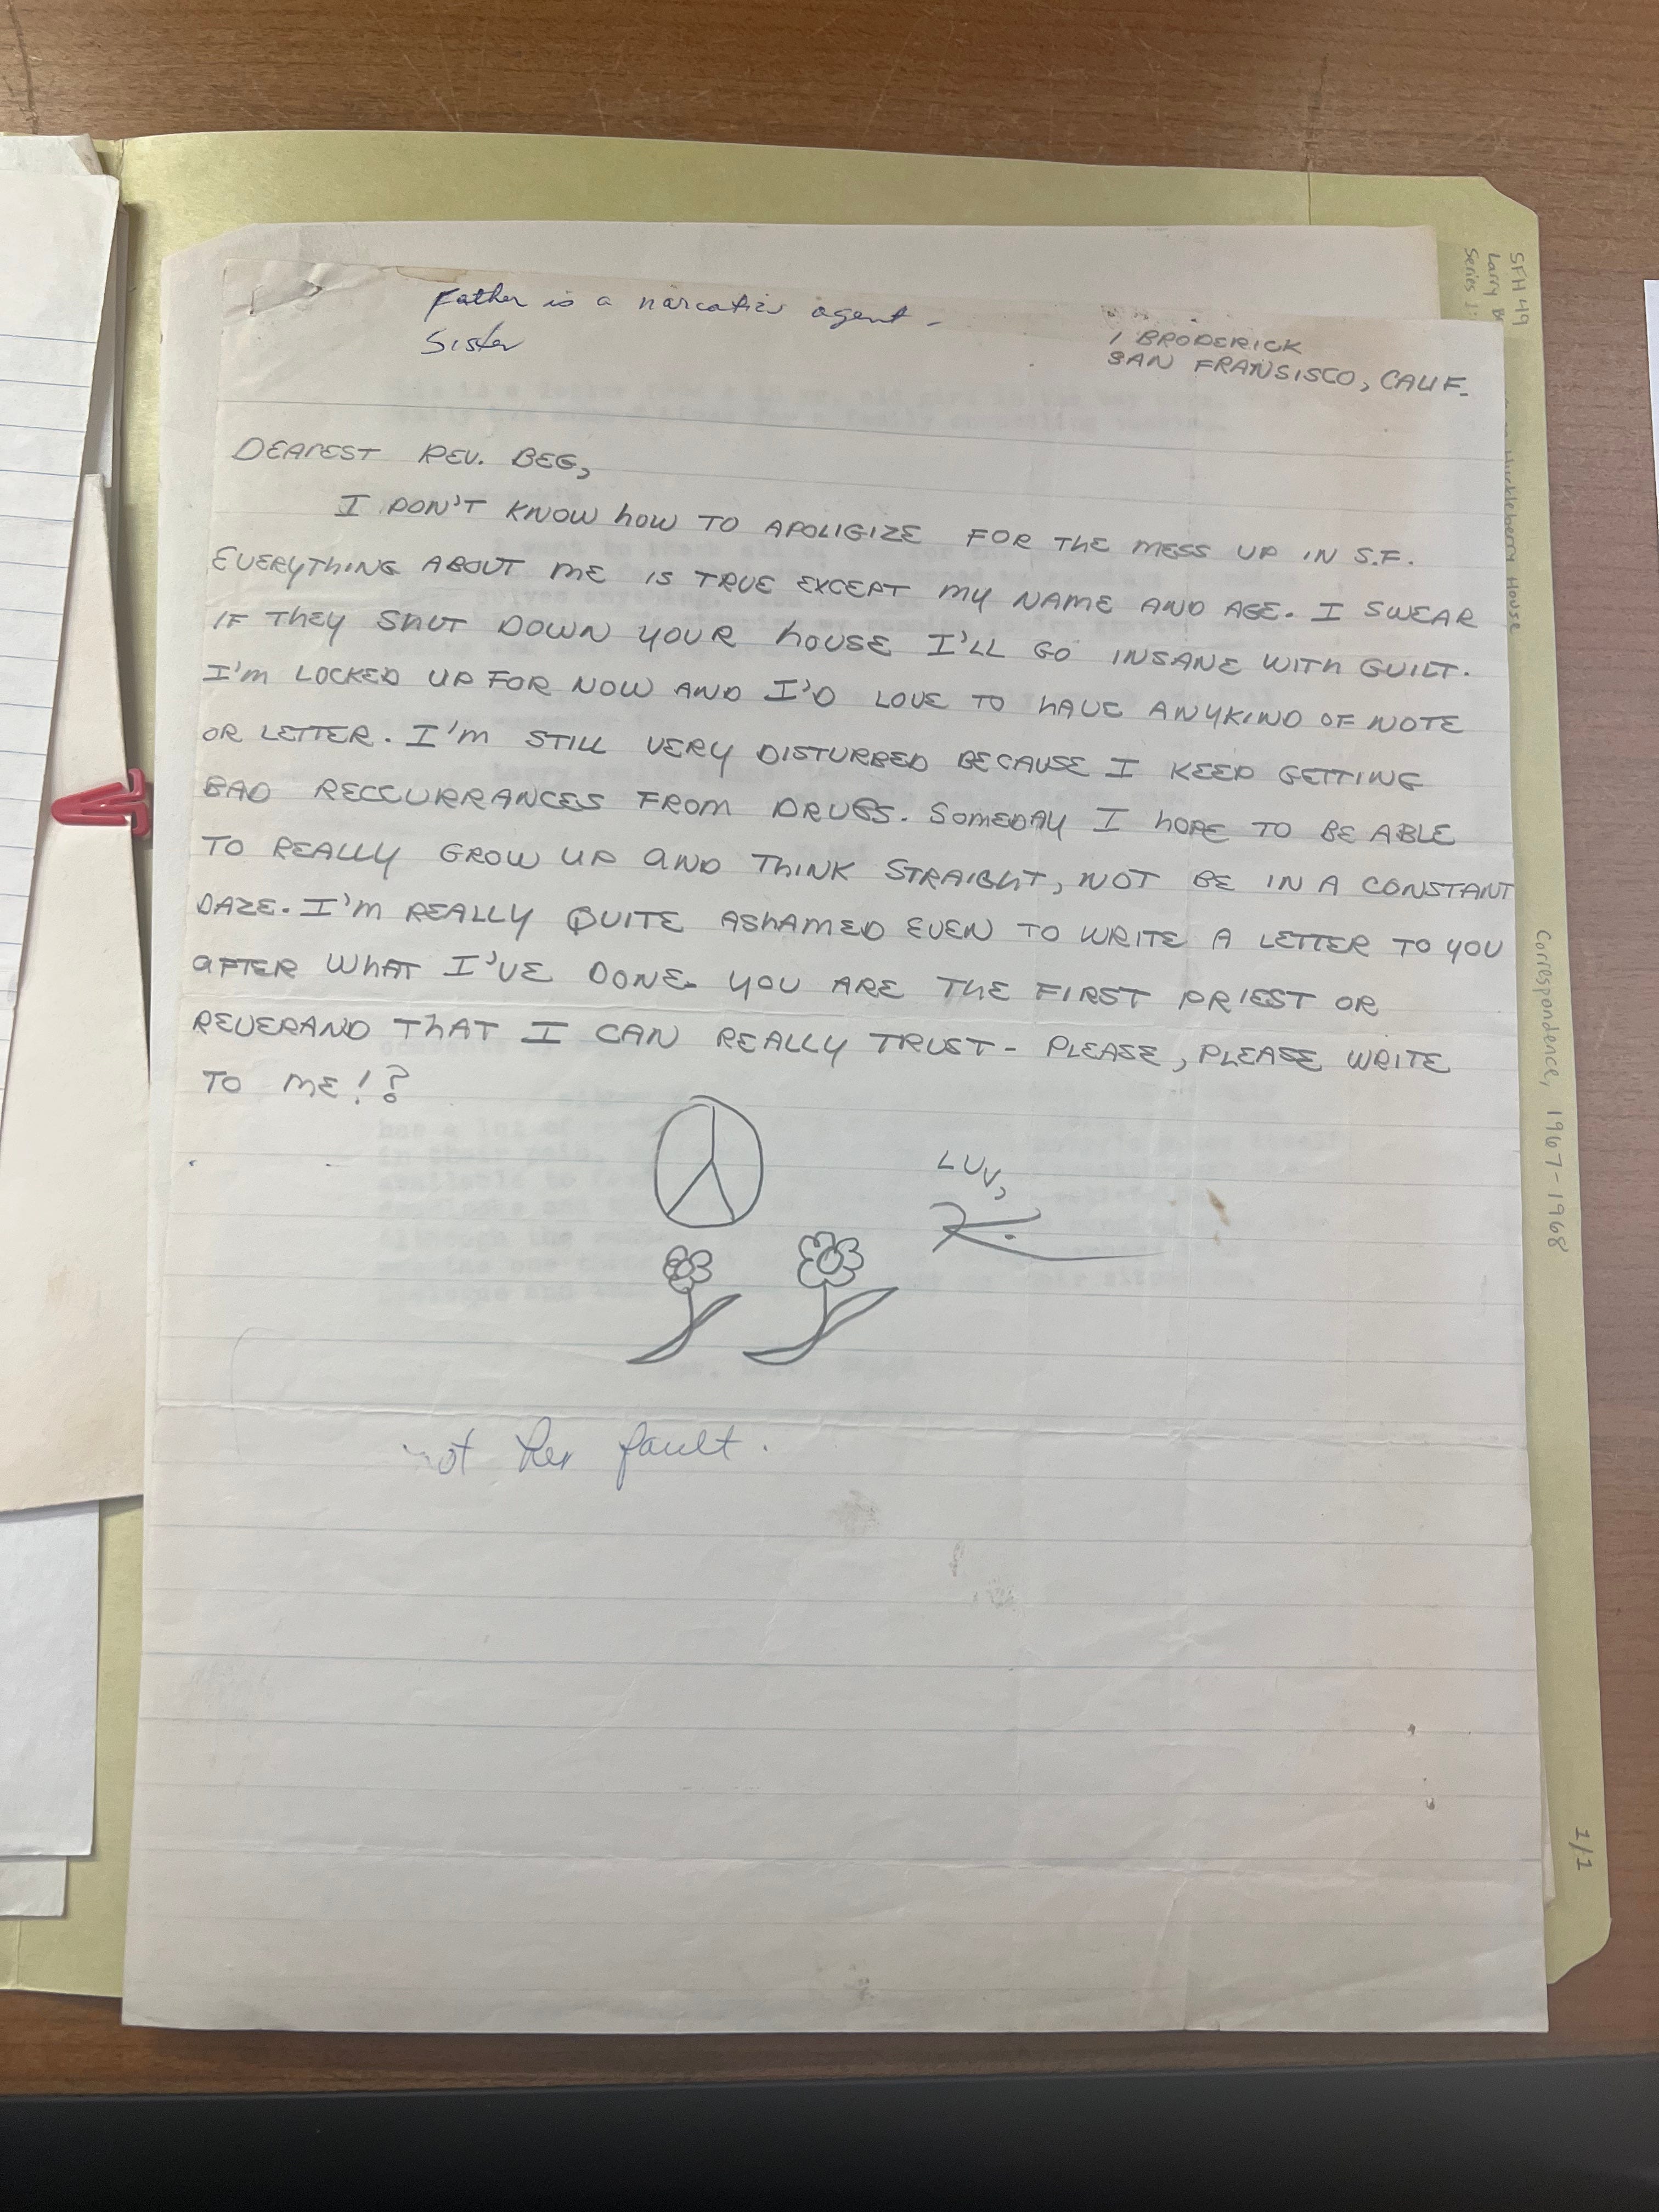 Father is a narcotics agent -
Sister
1 BRODERICK
SAN FRANSISCO, CALIF.
DEAREST REV. BEG,
I DON'T KNOW HOW TO APOLIGIZE FOR THE MESS UP IN S.F.
EVERYTHING ABOUT ME IS TRUE EXCEPT MY NAME AND AGE. I SWEAR
IF THEY SHUT DOWN YOUR HOUSE I'LL GO INSANE WITH GUILT.
I'M LOCKED UP FOR NOW AND I'D LOVE TO HAVE ANYKIND OF NOTE
OR LETTER. I'M STILL VERY DISTURBED BECAUSE I KEEP GETTING
BAD RECCURRANCES FROM DRUGS. SOMEDAY I HOPE TO BE ABLE
TO REALLY GROW UP AND THINK STRAIGHT, NOT BE IN A CONSTANT
DAZE. I'M REALLY QUITE ASHAMED EVEN TO WRITE A LETTER TO YOU
AFTER WHAT I'VE DONE. YOU ARE THE FIRST PRIEST OR
REVERAND THAT I CAN REALLY TRUST - PLEASE, PLEASE WRITE
TO ME!?
LUV,
K.
not her fault.
SFH 49
Larry
Series 1:
Huckleberry House
Correspondence, 1967-1968
1/1